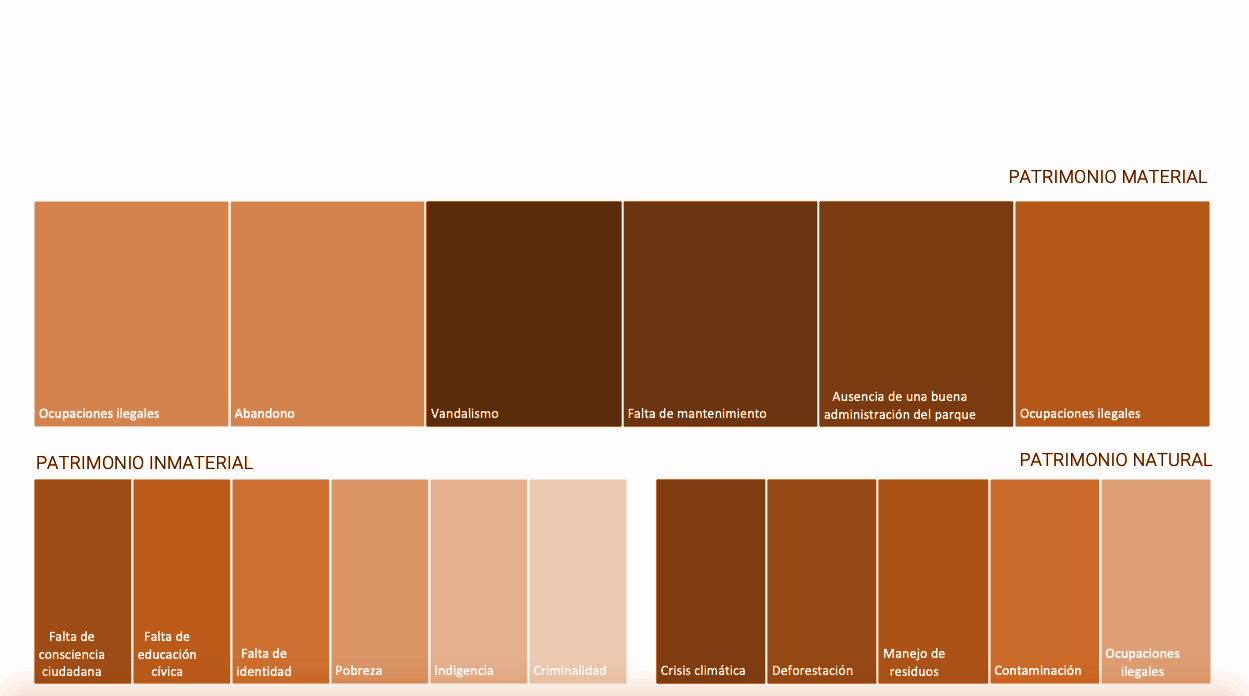 PATRIMONIO MATERIAL
Ocupaciones ilegales
Abandono
Vandalismo
Falta de mantenimiento
Ausencia de una buena
administración del parque
Ocupaciones ilegales
PATRIMONIO INMATERIAL
Falta de
consciencia
ciudadana
Falta de
educación
cívica
Falta de
identidad
Pobreza
Indigencia
Criminalidad
PATRIMONIO NATURAL
Crisis climática
Deforestación
Manejo de
residuos
Contaminación
Ocupaciones
ilegales